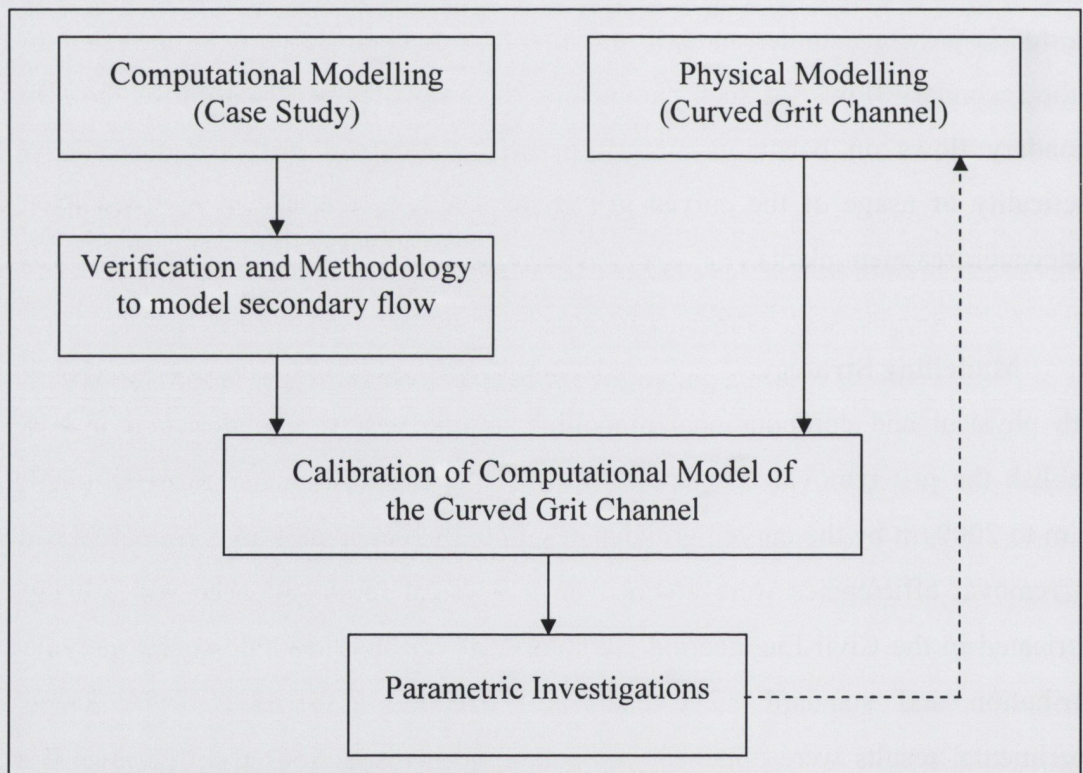 Computational Modelling
(Case Study)
Physical Modelling
(Curved Grit Channel)
Verification and Methodology
to model secondary flow
Calibration of Computational Model of
the Curved Grit Channel
Parametric Investigations